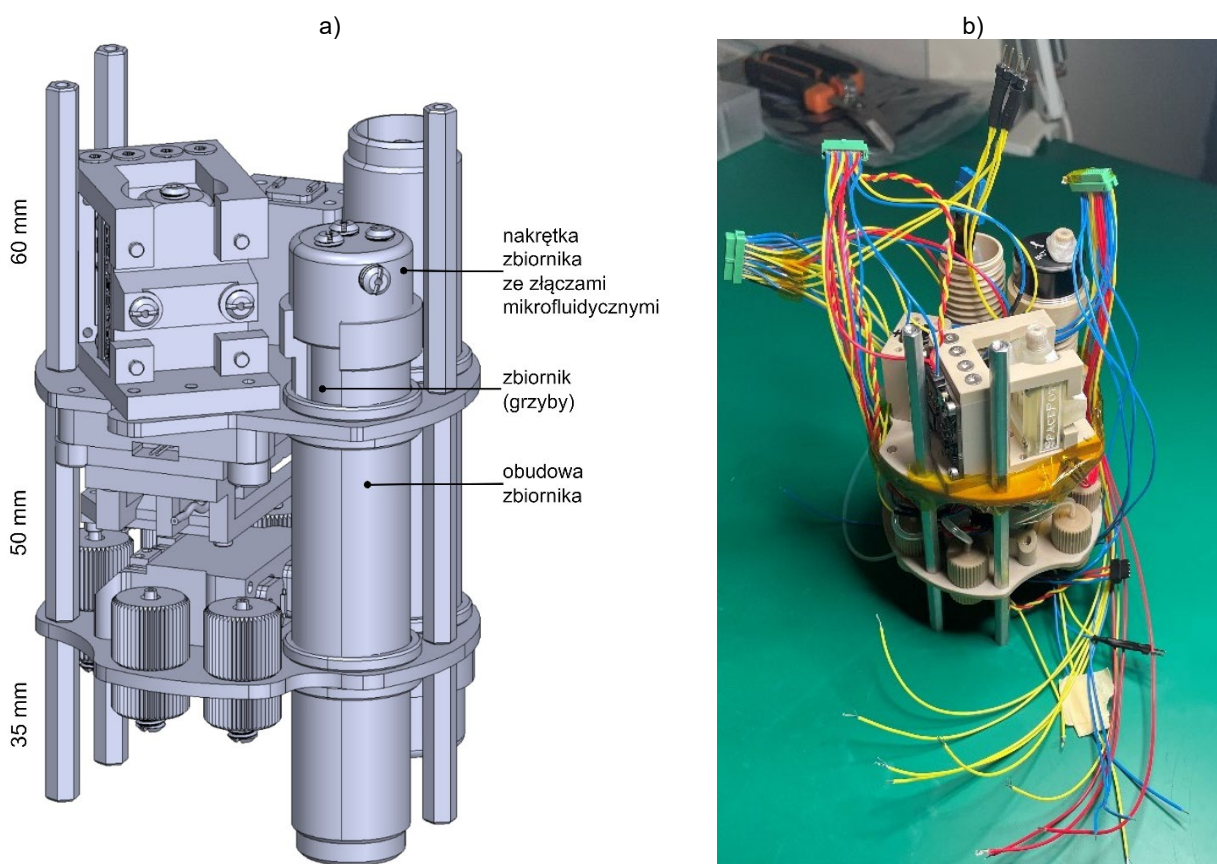 a)
b)
60 mm
50 mm
35 mm
nakrętka
zbiornika
ze złączami
mikrofluidycznymi
zbiornik
(grzyby)
obudowa
zbiornika